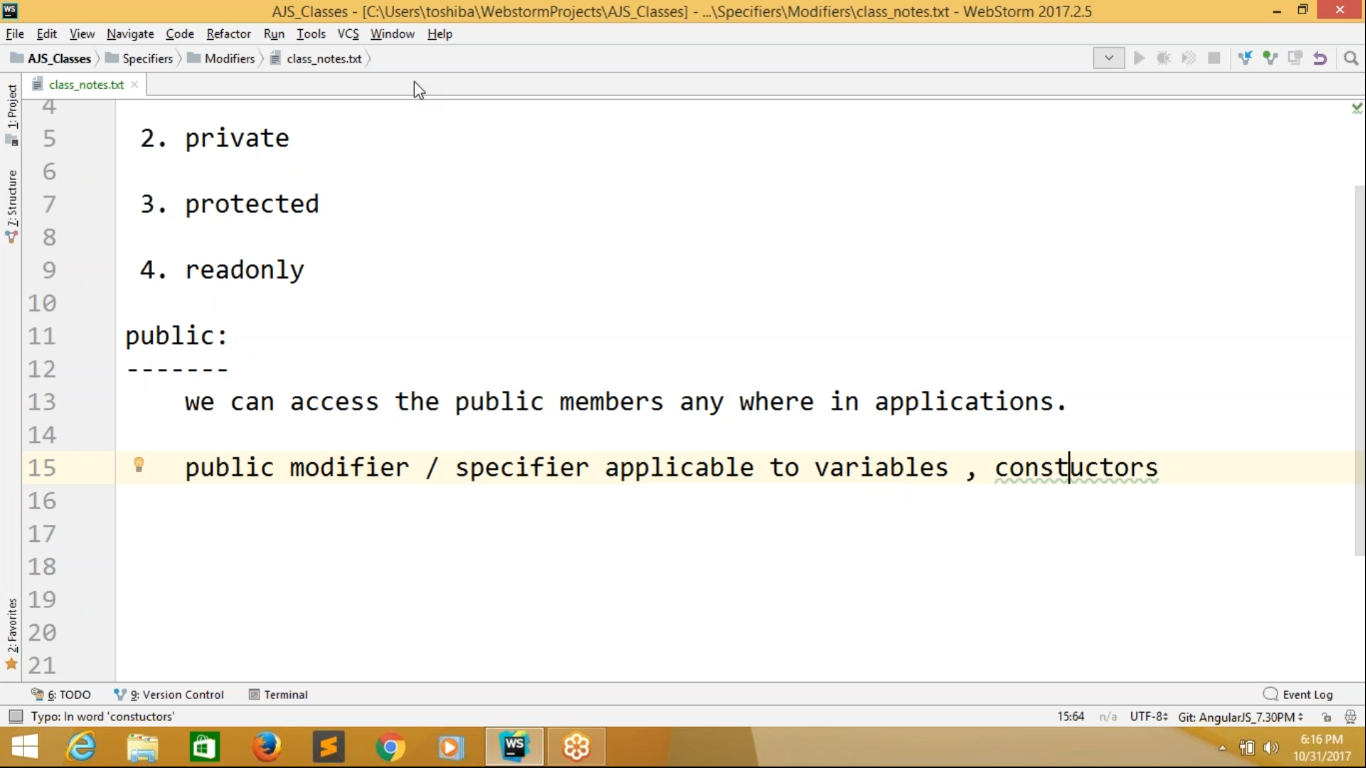 WS
AJS_Classes - [C:\Users\toshiba\WebstormProjects\AJS_Classes] - ...\Specifiers\Modifiers\class_notes.txt - WebStorm 2017.2.5
File Edit View Navigate Code Refactor Run Tools VCS Window Help
AJS_Classes Specifiers Modifiers class_notes.txt
class_notes.txt
1: Project
7: Structure
2: Favorites
4
5 2. private
6
7 3. protected
8
9 4. readonly
10
11 public:
12 -------
13 we can access the public members any where in applications.
14
15 public modifier / specifier applicable to variables , constuctors
16
17
18
19
20
21
6: TODO 9: Version Control Terminal Event Log
Typo: In word 'constuctors' 15:64 n/a UTF-8 Git: AngularJS_7.30PM
WS
6:16 PM
10/31/2017